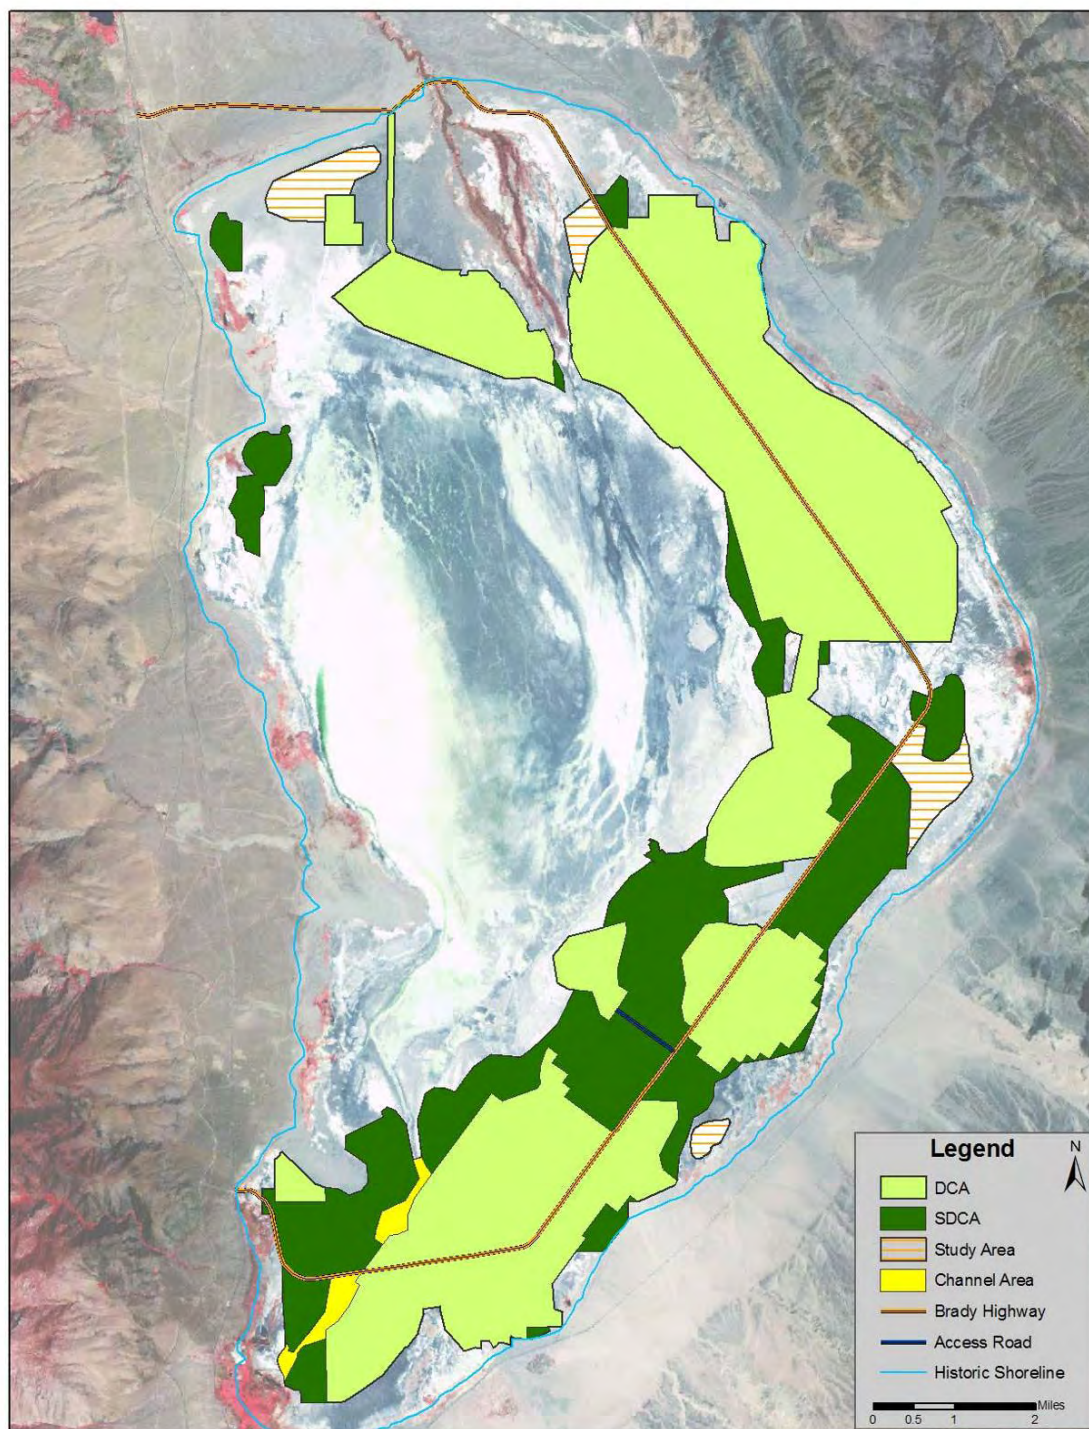 Legend
N
DCA
SDCA
Study Area
Channel Area
Brady Highway
Access Road
Historic Shoreline
Miles
0 0.5 1 2